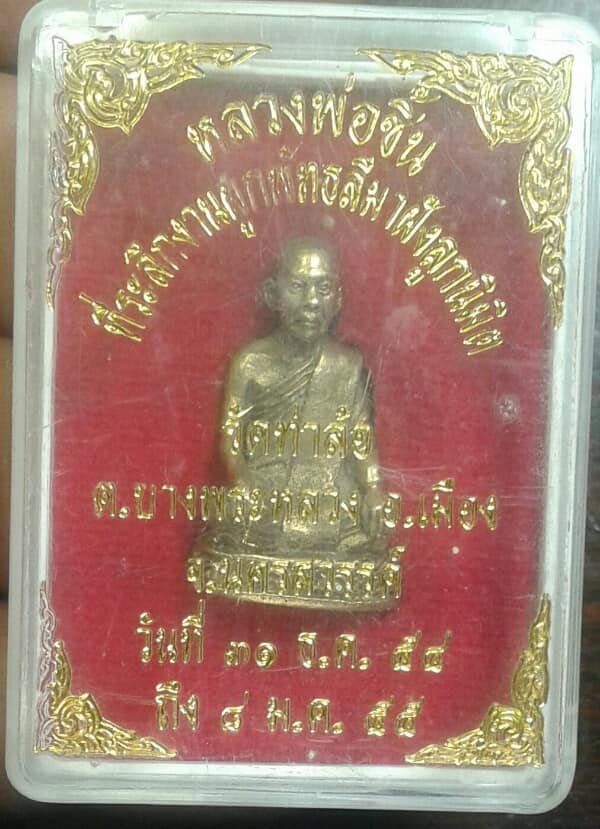 หลวงพ่อขึ้น
ที่ระลึกงานผูกพัทธสีมาฝังลูกนิมิต
วัดท่าล้อ
ต.บางพระหลวง อ.เมือง
จ.นครสวรรค์
วันที่ ๓๑ ธ.ค. ๕๔
ถึง ๘ ม.ค. ๕๕